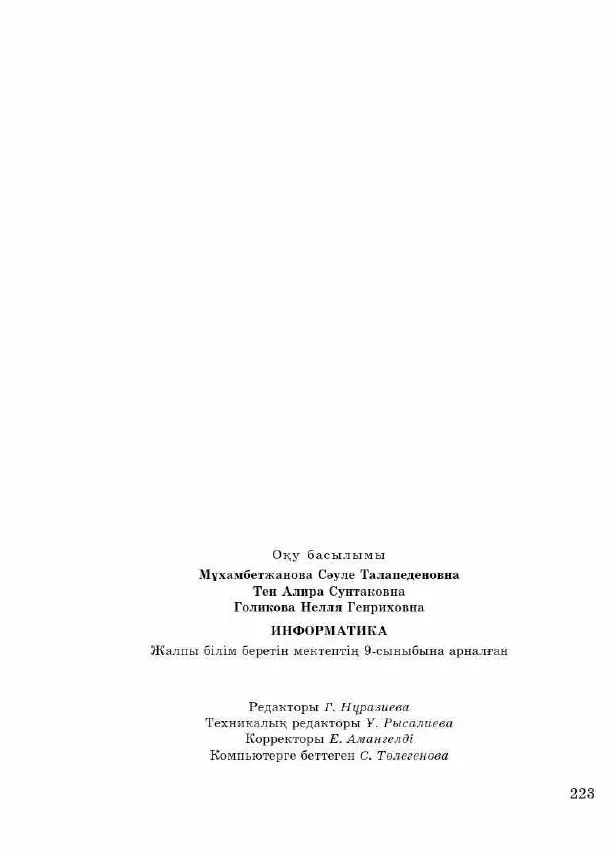 Оқу басылымы
Мұхамбетжанова Сәуле Талапеденовна
Тен Алира Сунтаковна
Голикова Нелля Генриховна
ИНФОРМАТИКА
Жалпы білім беретін мектептің 9-сыныбына арналған
Редакторы Г. Нұразиева
Техникалық редакторы Ұ. Рысалиева
Корректоры Е. Амангелді
Компьютерге беттеген С. Төлегенова
223